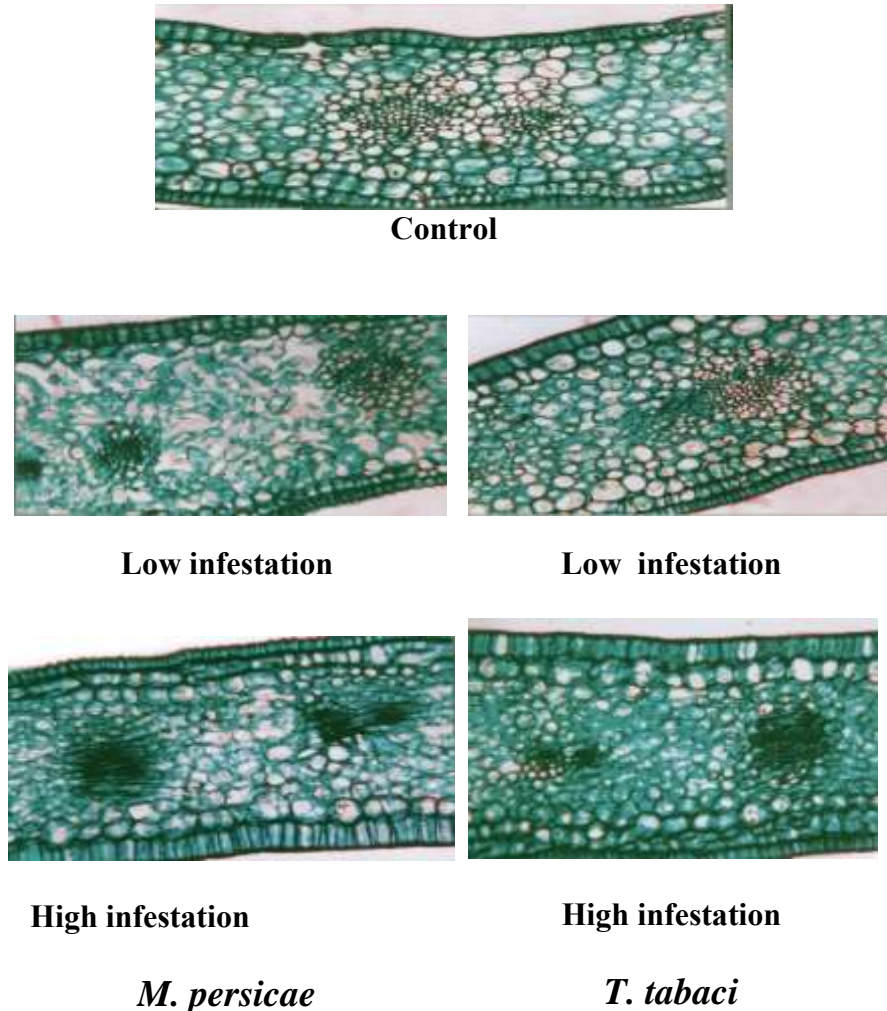 Control
Low infestation
Low infestation
High infestation
High infestation
M. persicae
T. tabaci